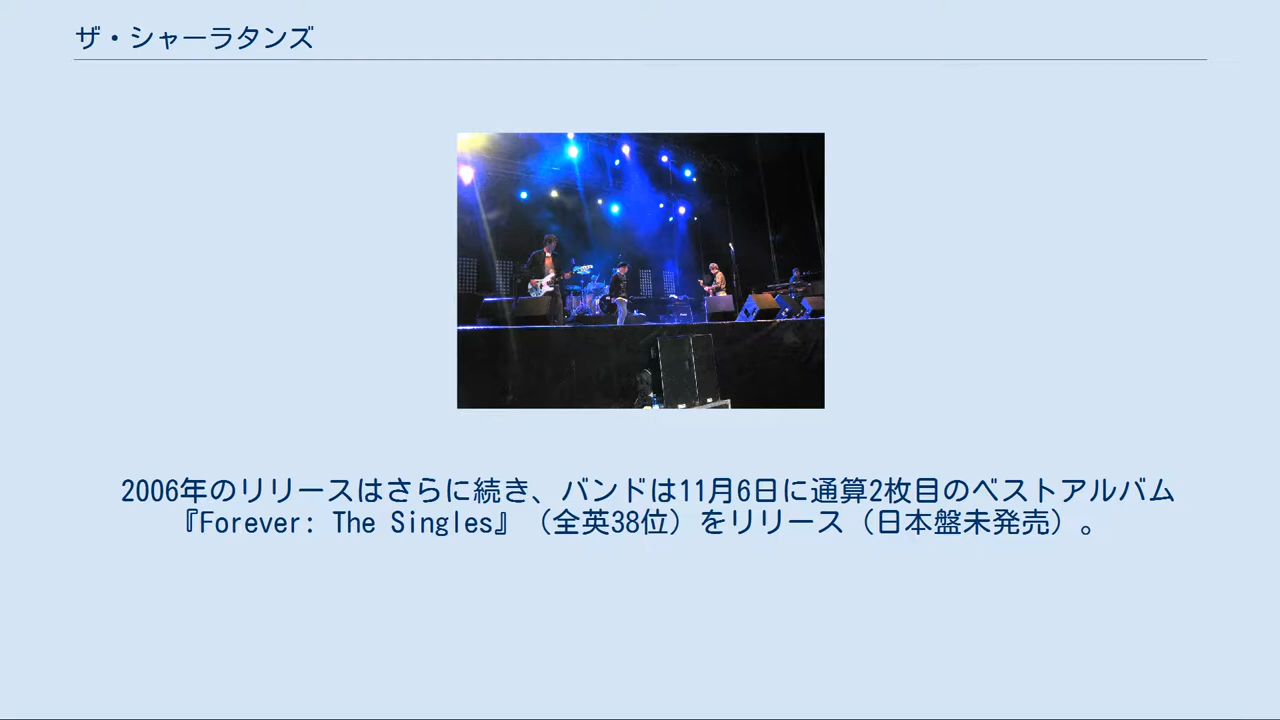 ザ・シャーラタンズ
2006年のリリースはさらに続き、バンドは11月6日に通算2枚目のベストアルバム
『Forever: The Singles』（全英38位）をリリース（日本盤未発売）。